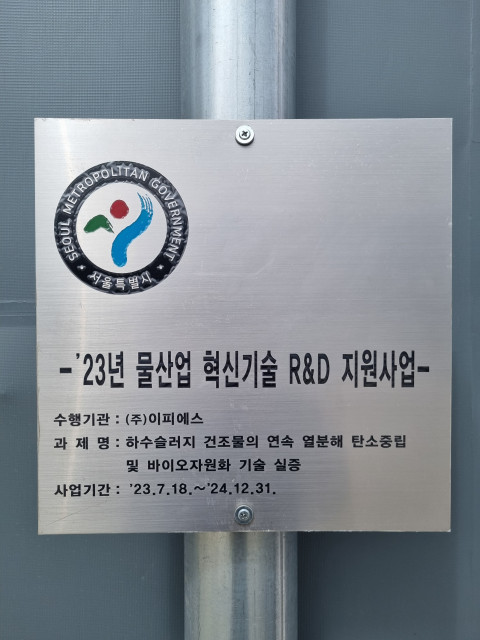 SEOUL METROPOLITAN GOVERNMENT
서울특별시
-'23년 물산업 혁신기술 R&D 지원사업-
수행기관 : (주)이피에스
과 제 명 : 하수슬러지 건조물의 연속 열분해 탄소중립
및 바이오자원화 기술 실증
사업기간 : '23.7.18.~'24.12.31.